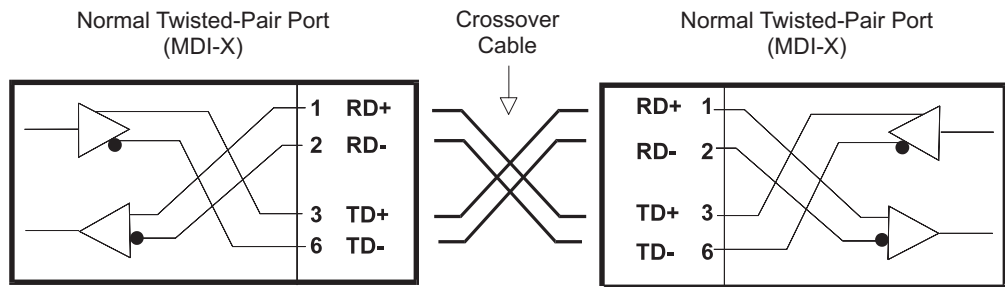 Normal Twisted-Pair Port
(MDI-X)
Crossover
Cable
Normal Twisted-Pair Port
(MDI-X)
1 RD+
2 RD-
3 TD+
6 TD-
RD+ 1
RD- 2
TD+ 3
TD- 6